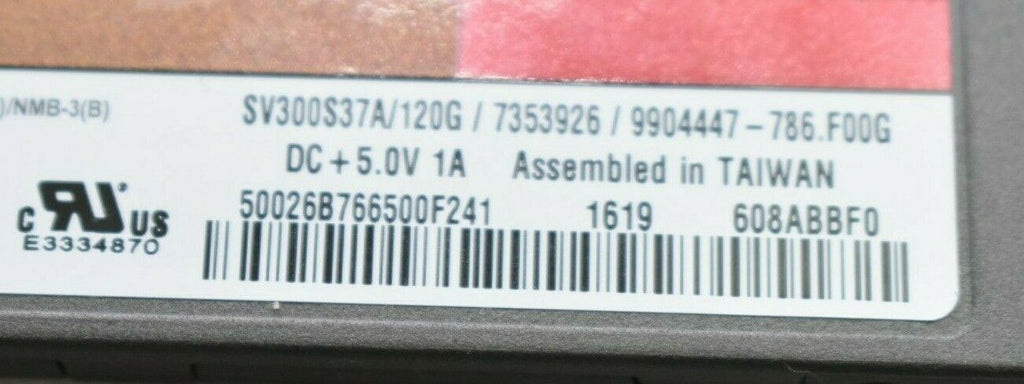 )/NMB-3(B)
SV300S37A/120G / 7353926 / 9904447-786.F00G
DC+5.0V 1A Assembled in TAIWAN
50026B766500F241 1619 608ABBF0
c RU US
E3334870